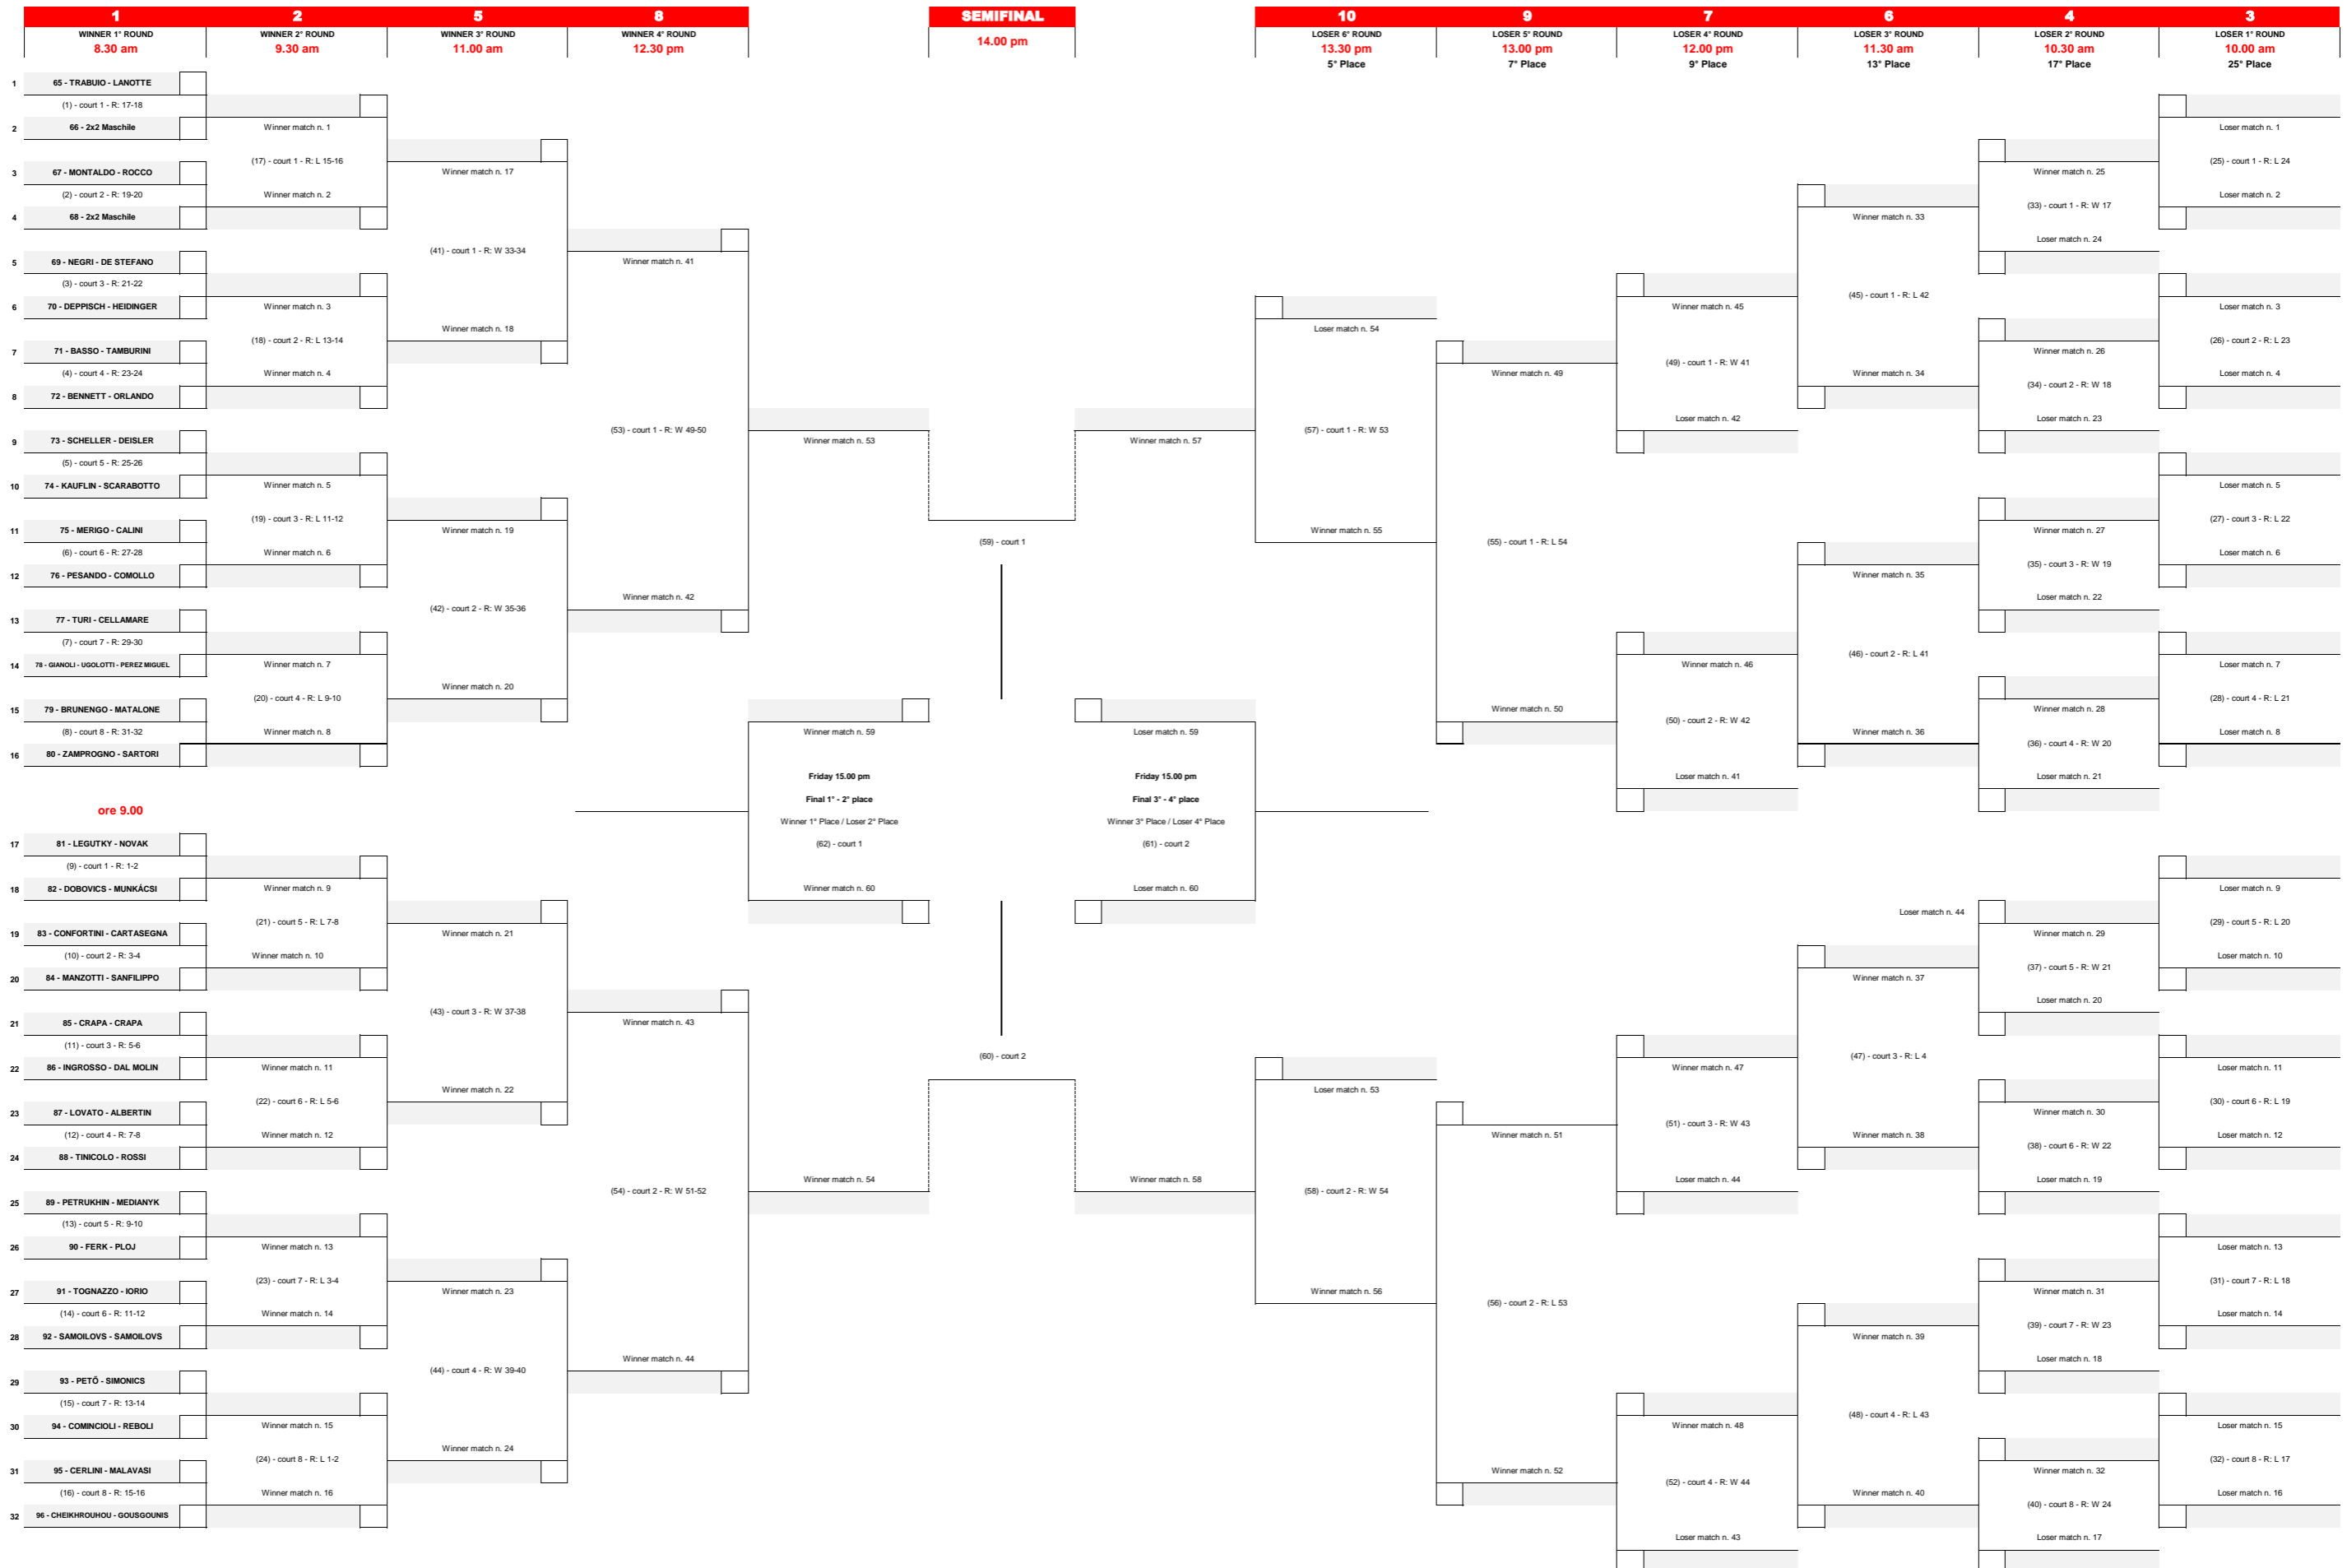 1 2 5 8 SEMIFINAL 10 9 7 6 4 3
WINNER 1° ROUND WINNER 2° ROUND WINNER 3° ROUND WINNER 4° ROUND LOSER 6° ROUND LOSER 5° ROUND LOSER 4° ROUND LOSER 3° ROUND LOSER 2° ROUND LOSER 1° ROUND
8.30 am 9.30 am 11.00 am 12.30 pm 14.00 pm 13.30 pm 13.00 pm 12.00 pm 11.30 am 10.30 am 10.00 am
5° Place 7° Place 9° Place 13° Place 17° Place 25° Place
1 65 - TRABUIO - LANOTTE
(1) - court 1 - R: 17-18
2 66 - 2x2 Maschile
3 67 - MONTALDO - ROCCO
(2) - court 2 - R: 19-20
4 68 - 2x2 Maschile
5 69 - NEGRI - DE STEFANO
(3) - court 3 - R: 21-22
6 70 - DEPPISCH - HEIDINGER
7 71 - BASSO - TAMBURINI
(4) - court 4 - R: 23-24
8 72 - BENNETT - ORLANDO
9 73 - SCHELLER - DEISLER
(5) - court 5 - R: 25-26
10 74 - KAUFLIN - SCARABOTTO
11 75 - MERIGO - CALINI
(6) - court 6 - R: 27-28
12 76 - PESANDO - COMOLLO
13 77 - TURI - CELLAMARE
(7) - court 7 - R: 29-30
14 78 - GIANOLI - UGOLOTTI - PEREZ MIGUEL
15 79 - BRUNENGO - MATALONE
(8) - court 8 - R: 31-32
16 80 - ZAMPROGNO - SARTORI
ore 9.00
17 81 - LEGUTKY - NOVAK
(9) - court 1 - R: 1-2
18 82 - DOBOVICS - MUNKÁCSI
19 83 - CONFORTINI - CARTASEGNA
(10) - court 2 - R: 3-4
20 84 - MANZOTTI - SANFILIPPO
21 85 - CRAPA - CRAPA
(11) - court 3 - R: 5-6
22 86 - INGROSSO - DAL MOLIN
23 87 - LOVATO - ALBERTIN
(12) - court 4 - R: 7-8
24 88 - TINICOLO - ROSSI
25 89 - PETRUKHIN - MEDIANYK
(13) - court 5 - R: 9-10
26 90 - FERK - PLOJ
27 91 - TOGNAZZO - IORIO
(14) - court 6 - R: 11-12
28 92 - SAMOILOVS - SAMOILOVS
29 93 - PETŐ - SIMONICS
(15) - court 7 - R: 13-14
30 94 - COMINCIOLI - REBOLI
31 95 - CERLINI - MALAVASI
(16) - court 8 - R: 15-16
32 96 - CHEIKHROUHOU - GOUSGOUNIS
Winner match n. 1
(17) - court 1 - R: L 15-16
Winner match n. 2
Winner match n. 3
(18) - court 2 - R: L 13-14
Winner match n. 4
Winner match n. 5
(19) - court 3 - R: L 11-12
Winner match n. 6
Winner match n. 7
(20) - court 4 - R: L 9-10
Winner match n. 8
Winner match n. 9
(21) - court 5 - R: L 7-8
Winner match n. 10
Winner match n. 11
(22) - court 6 - R: L 5-6
Winner match n. 12
Winner match n. 13
(23) - court 7 - R: L 3-4
Winner match n. 14
Winner match n. 15
(24) - court 8 - R: L 1-2
Winner match n. 16
Winner match n. 17
(41) - court 1 - R: W 33-34
Winner match n. 18
Winner match n. 19
(42) - court 2 - R: W 35-36
Winner match n. 20
Winner match n. 21
(43) - court 3 - R: W 37-38
Winner match n. 22
Winner match n. 23
(44) - court 4 - R: W 39-40
Winner match n. 24
Winner match n. 41
(53) - court 1 - R: W 49-50
Winner match n. 42
Winner match n. 43
(54) - court 2 - R: W 51-52
Winner match n. 44
Winner match n. 53
Winner match n. 59
Friday 15.00 pm
Final 1° - 2° place
Winner 1° Place / Loser 2° Place
(62) - court 1
Winner match n. 60
Winner match n. 54
(59) - court 1
(60) - court 2
Winner match n. 57
Loser match n. 59
Friday 15.00 pm
Final 3° - 4° place
Winner 3° Place / Loser 4° Place
(61) - court 2
Loser match n. 60
Winner match n. 58
Loser match n. 54
(57) - court 1 - R: W 53
Winner match n. 55
Loser match n. 53
(58) - court 2 - R: W 54
Winner match n. 56
Winner match n. 49
(55) - court 1 - R: L 54
Winner match n. 50
Winner match n. 51
(56) - court 2 - R: L 53
Winner match n. 52
Winner match n. 45
(49) - court 1 - R: W 41
Loser match n. 42
Winner match n. 46
(50) - court 2 - R: W 42
Loser match n. 41
Winner match n. 47
(51) - court 3 - R: W 43
Loser match n. 44
Winner match n. 48
(52) - court 4 - R: W 44
Loser match n. 43
Winner match n. 33
(45) - court 1 - R: L 42
Winner match n. 34
Winner match n. 35
(46) - court 2 - R: L 41
Winner match n. 36
Loser match n. 44
Winner match n. 37
(47) - court 3 - R: L 4
Winner match n. 38
Winner match n. 39
(48) - court 4 - R: L 43
Winner match n. 40
Winner match n. 25
(33) - court 1 - R: W 17
Loser match n. 24
Winner match n. 26
(34) - court 2 - R: W 18
Loser match n. 23
Winner match n. 27
(35) - court 3 - R: W 19
Loser match n. 22
Winner match n. 28
(36) - court 4 - R: W 20
Loser match n. 21
Winner match n. 29
(37) - court 5 - R: W 21
Loser match n. 20
Winner match n. 30
(38) - court 6 - R: W 22
Loser match n. 19
Winner match n. 31
(39) - court 7 - R: W 23
Loser match n. 18
Winner match n. 32
(40) - court 8 - R: W 24
Loser match n. 17
Loser match n. 1
(25) - court 1 - R: L 24
Loser match n. 2
Loser match n. 3
(26) - court 2 - R: L 23
Loser match n. 4
Loser match n. 5
(27) - court 3 - R: L 22
Loser match n. 6
Loser match n. 7
(28) - court 4 - R: L 21
Loser match n. 8
Loser match n. 9
(29) - court 5 - R: L 20
Loser match n. 10
Loser match n. 11
(30) - court 6 - R: L 19
Loser match n. 12
Loser match n. 13
(31) - court 7 - R: L 18
Loser match n. 14
Loser match n. 15
(32) - court 8 - R: L 17
Loser match n. 16